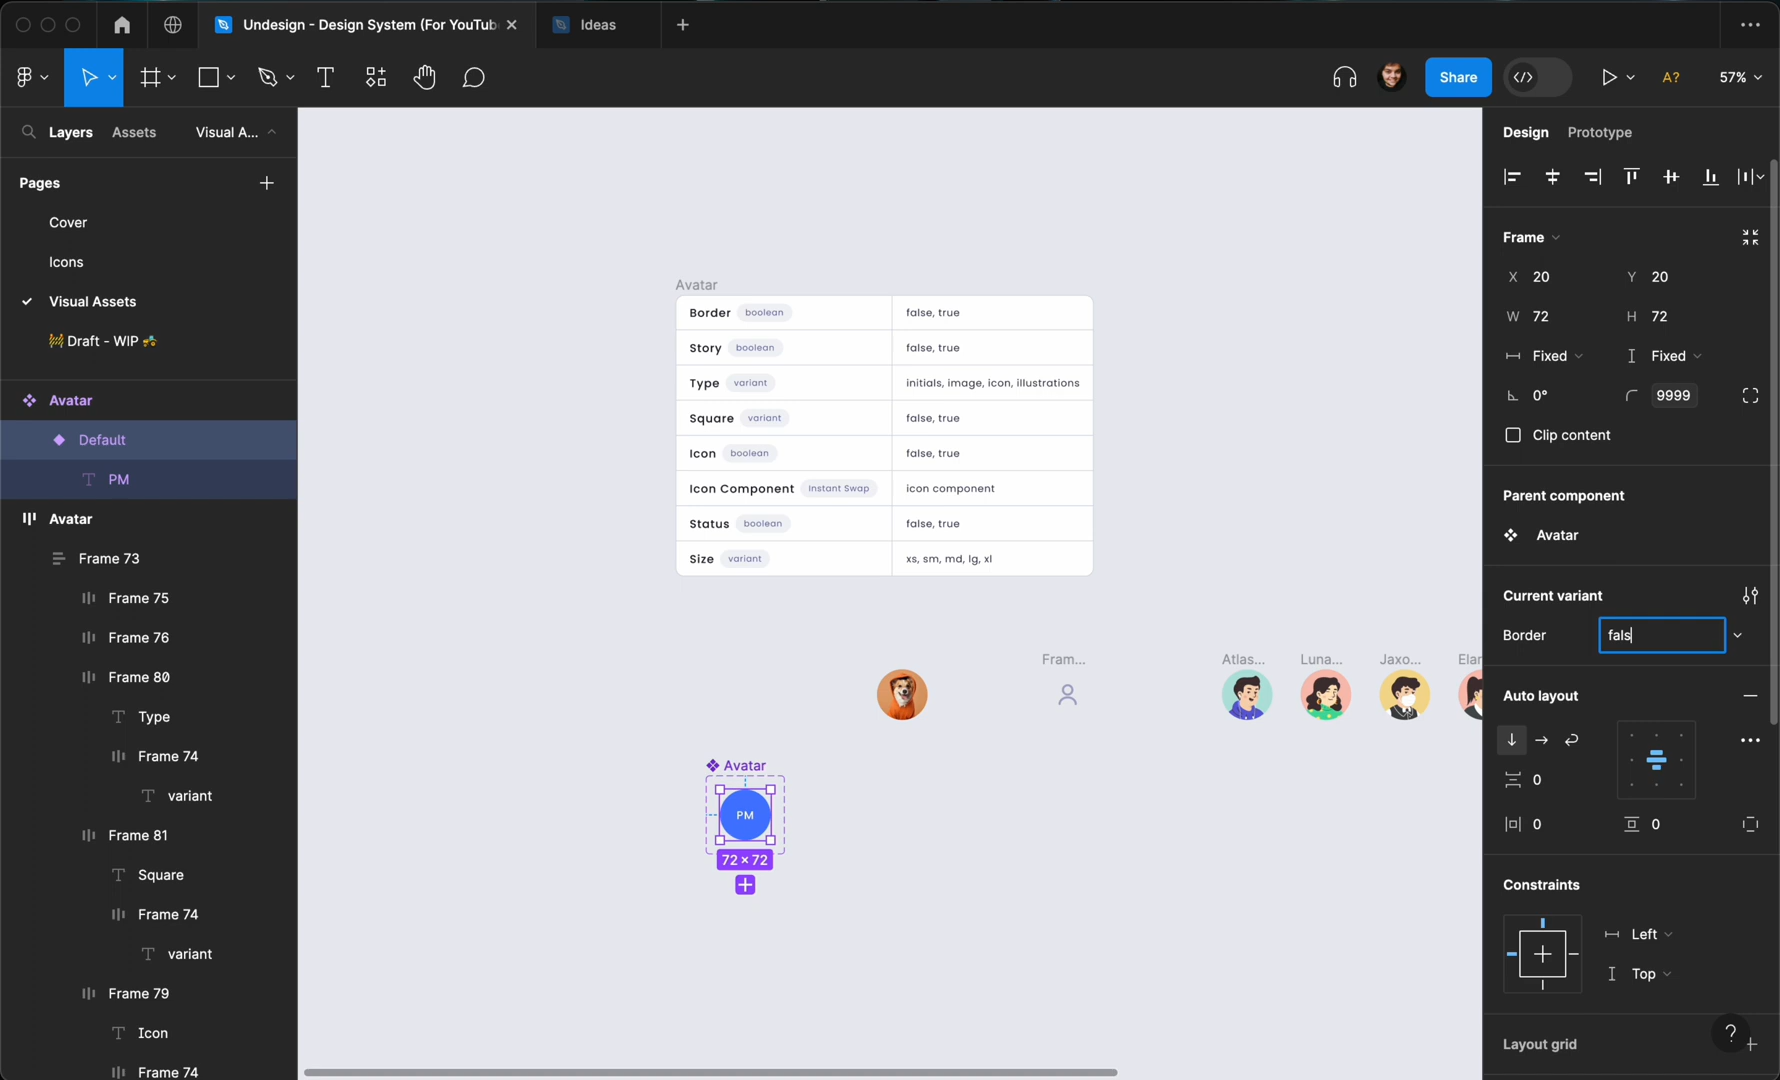 Undesign - Design System (For YouTub
Ideas
Share
A?
57%
Layers
Assets
Visual A...
Pages
Cover
Icons
Visual Assets
🚧 Draft - WIP 🚜
Avatar
Default
PM
Avatar
Frame 73
Frame 75
Frame 76
Frame 80
Type
Frame 74
variant
Frame 81
Square
Frame 74
variant
Frame 79
Icon
Frame 74
Avatar
Border boolean false, true
Story boolean false, true
Type variant initials, image, icon, illustrations
Square variant false, true
Icon boolean false, true
Icon Component Instant Swap icon component
Status boolean false, true
Size variant xs, sm, md, lg, xl
Fram...
Atlas...
Luna...
Jaxo...
Elar
Avatar
PM
72 × 72
Design
Prototype
Frame
X 20
Y 20
W 72
H 72
Fixed
Fixed
0°
9999
Clip content
Parent component
Avatar
Current variant
Border
fals
Auto layout
0
0
0
Constraints
Left
Top
Layout grid
?